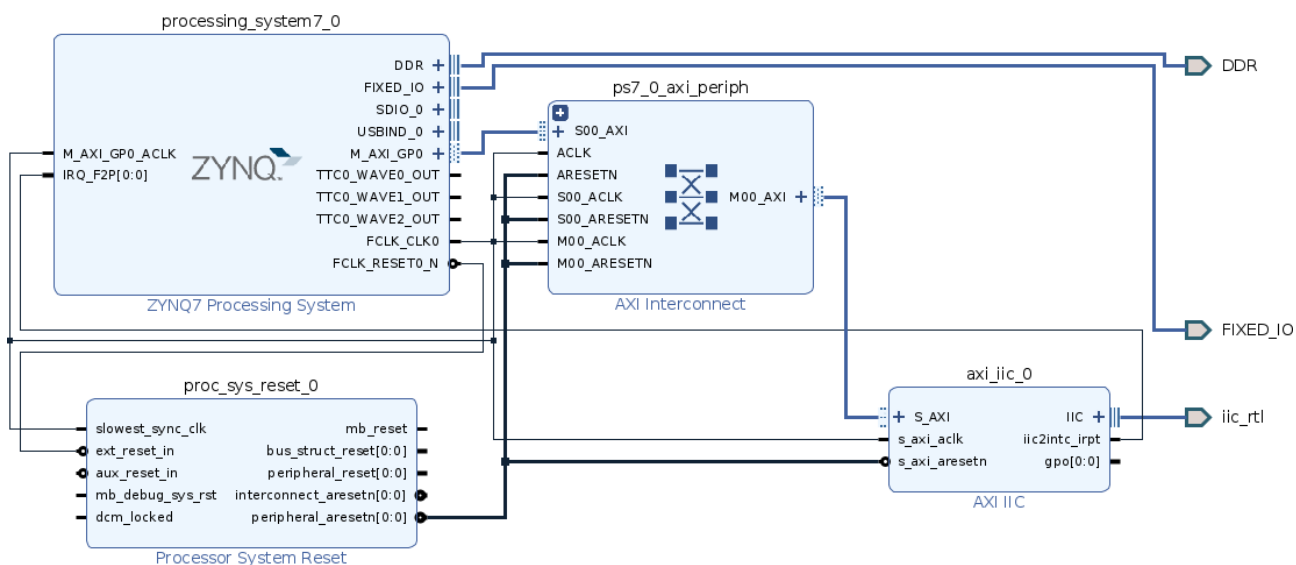 processing_system7_0
DDR
FIXED_IO
SDIO_0
USBIND_0
M_AXI_GP0_ACLK
M_AXI_GP0
IRQ_F2P[0:0]
ZYNQ
TTC0_WAVE0_OUT
TTC0_WAVE1_OUT
TTC0_WAVE2_OUT
FCLK_CLK0
FCLK_RESET0_N
ZYNQ7 Processing System
ps7_0_axi_periph
S00_AXI
ACLK
ARESETN
S00_ACLK
M00_AXI
S00_ARESETN
M00_ACLK
M00_ARESETN
AXI Interconnect
DDR
FIXED_IO
proc_sys_reset_0
slowest_sync_clk
mb_reset
ext_reset_in
bus_struct_reset[0:0]
aux_reset_in
peripheral_reset[0:0]
mb_debug_sys_rst
interconnect_aresetn[0:0]
dcm_locked
peripheral_aresetn[0:0]
Processor System Reset
axi_iic_0
S_AXI
IIC
s_axi_aclk
iic2intc_irpt
s_axi_aresetn
gpo[0:0]
AXI IIC
iic_rtl